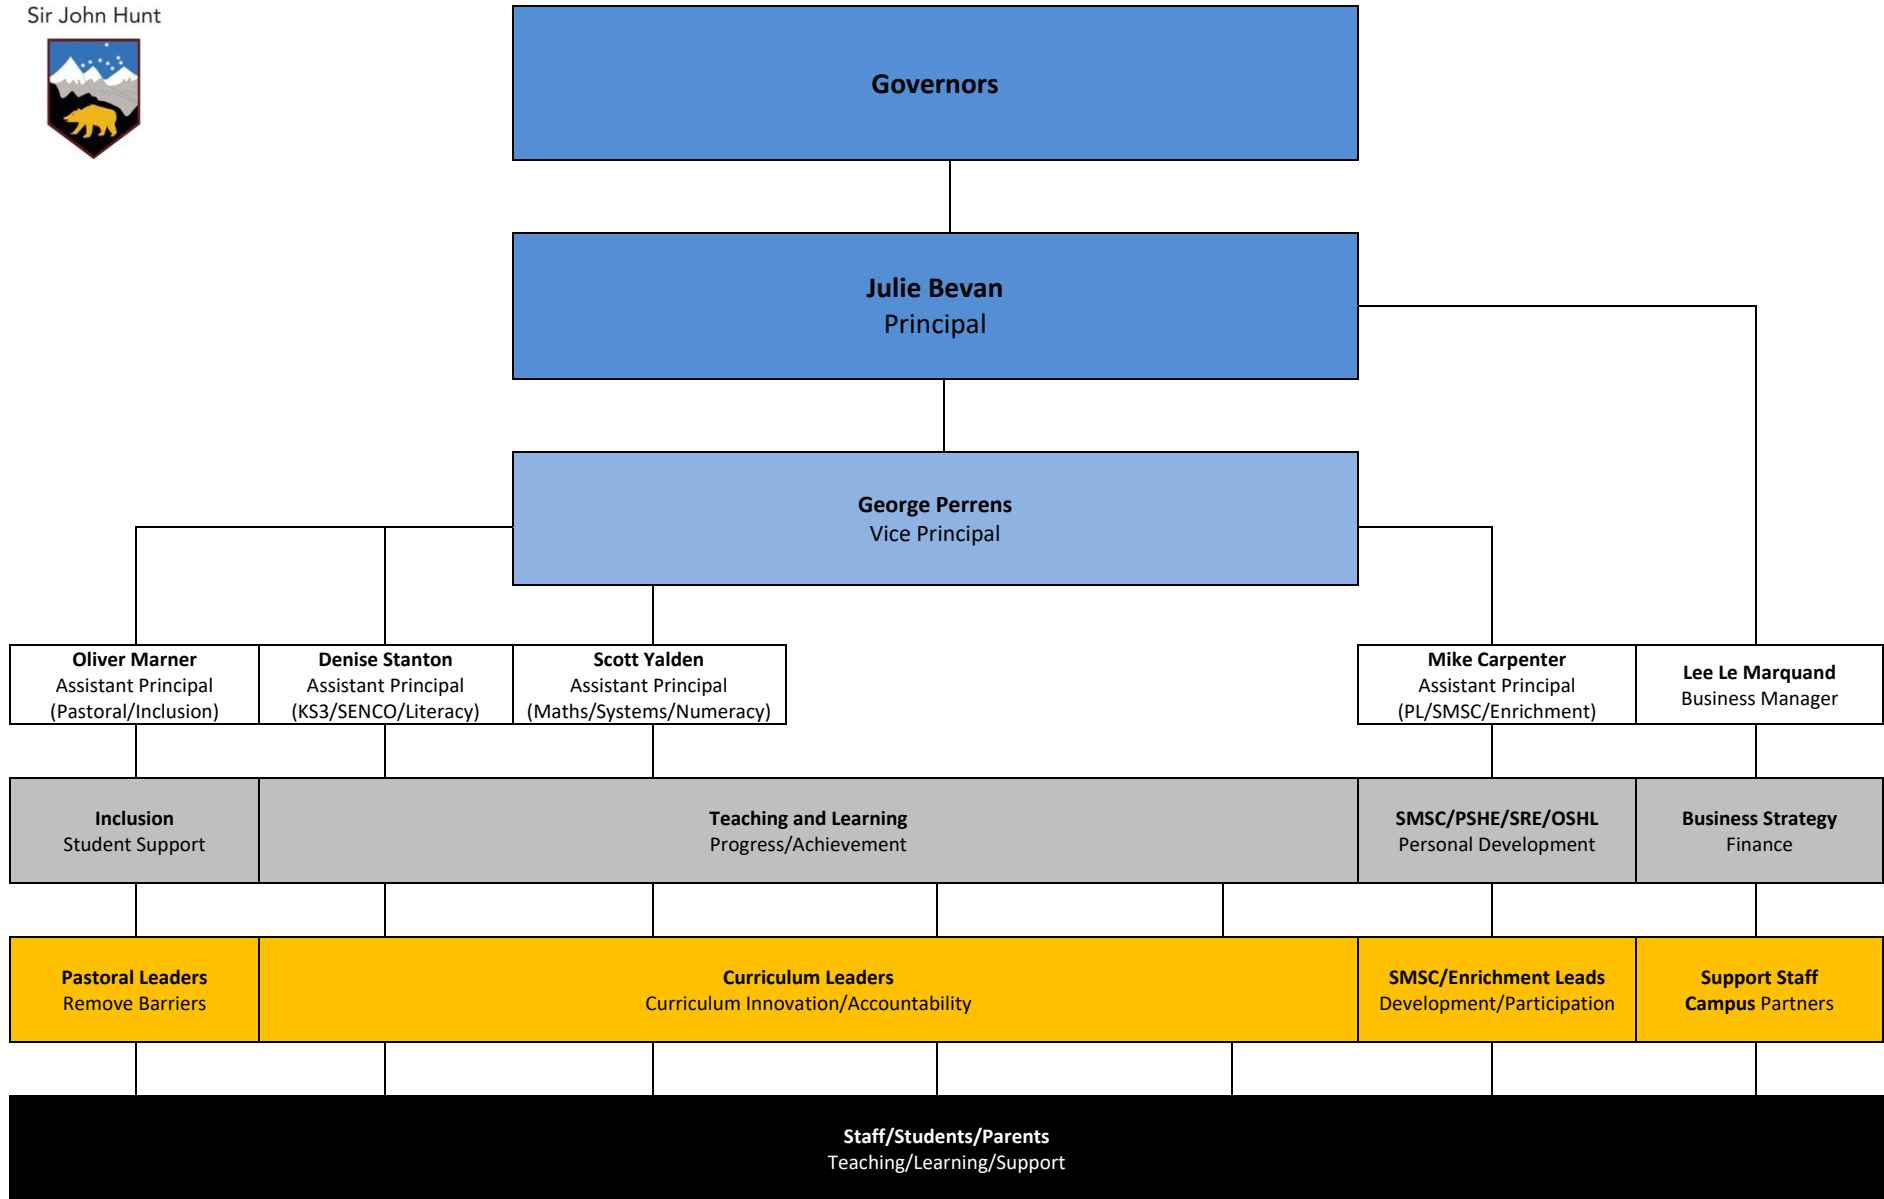 Sir John Hunt
Governors
Julie Bevan
Principal
George Perrens
Vice Principal
Oliver Marner
Assistant Principal
(Pastoral/Inclusion)
Denise Stanton
Assistant Principal
(KS3/SENCO/Literacy)
Scott Yalden
Assistant Principal
(Maths/Systems/Numeracy)
Mike Carpenter
Assistant Principal
(PL/SMSC/Enrichment)
Lee Le Marquand
Business Manager
Inclusion
Student Support
Teaching and Learning
Progress/Achievement
SMSC/PSHE/SRE/OSHL
Personal Development
Business Strategy
Finance
Pastoral Leaders
Remove Barriers
Curriculum Leaders
Curriculum Innovation/Accountability
SMSC/Enrichment Leads
Development/Participation
Support Staff
Campus Partners
Staff/Students/Parents
Teaching/Learning/Support